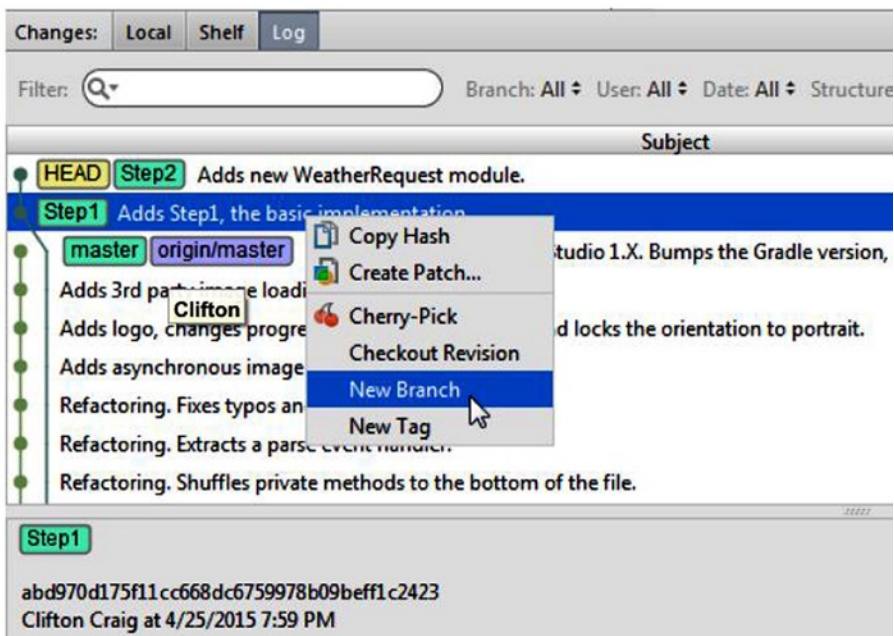 Changes: Local Shelf Log
Filter: Branch: All User: All Date: All Structure
Subject
HEAD Step2 Adds new WeatherRequest module.
Step1 Adds Step1, the basic implementation
Copy Hash
master origin/master tudio 1.X. Bumps the Gradle version,
Create Patch...
Adds 3rd party image loadi
Clifton
Cherry-Pick
Adds logo, changes progre d locks the orientation to portrait.
Checkout Revision
Adds asynchronous image
New Branch
Refactoring. Fixes typos an
New Tag
Refactoring. Extracts a parse event handler.
Refactoring. Shuffles private methods to the bottom of the file.
Step1
abd970d175f11cc668dc6759978b09beff1c2423
Clifton Craig at 4/25/2015 7:59 PM